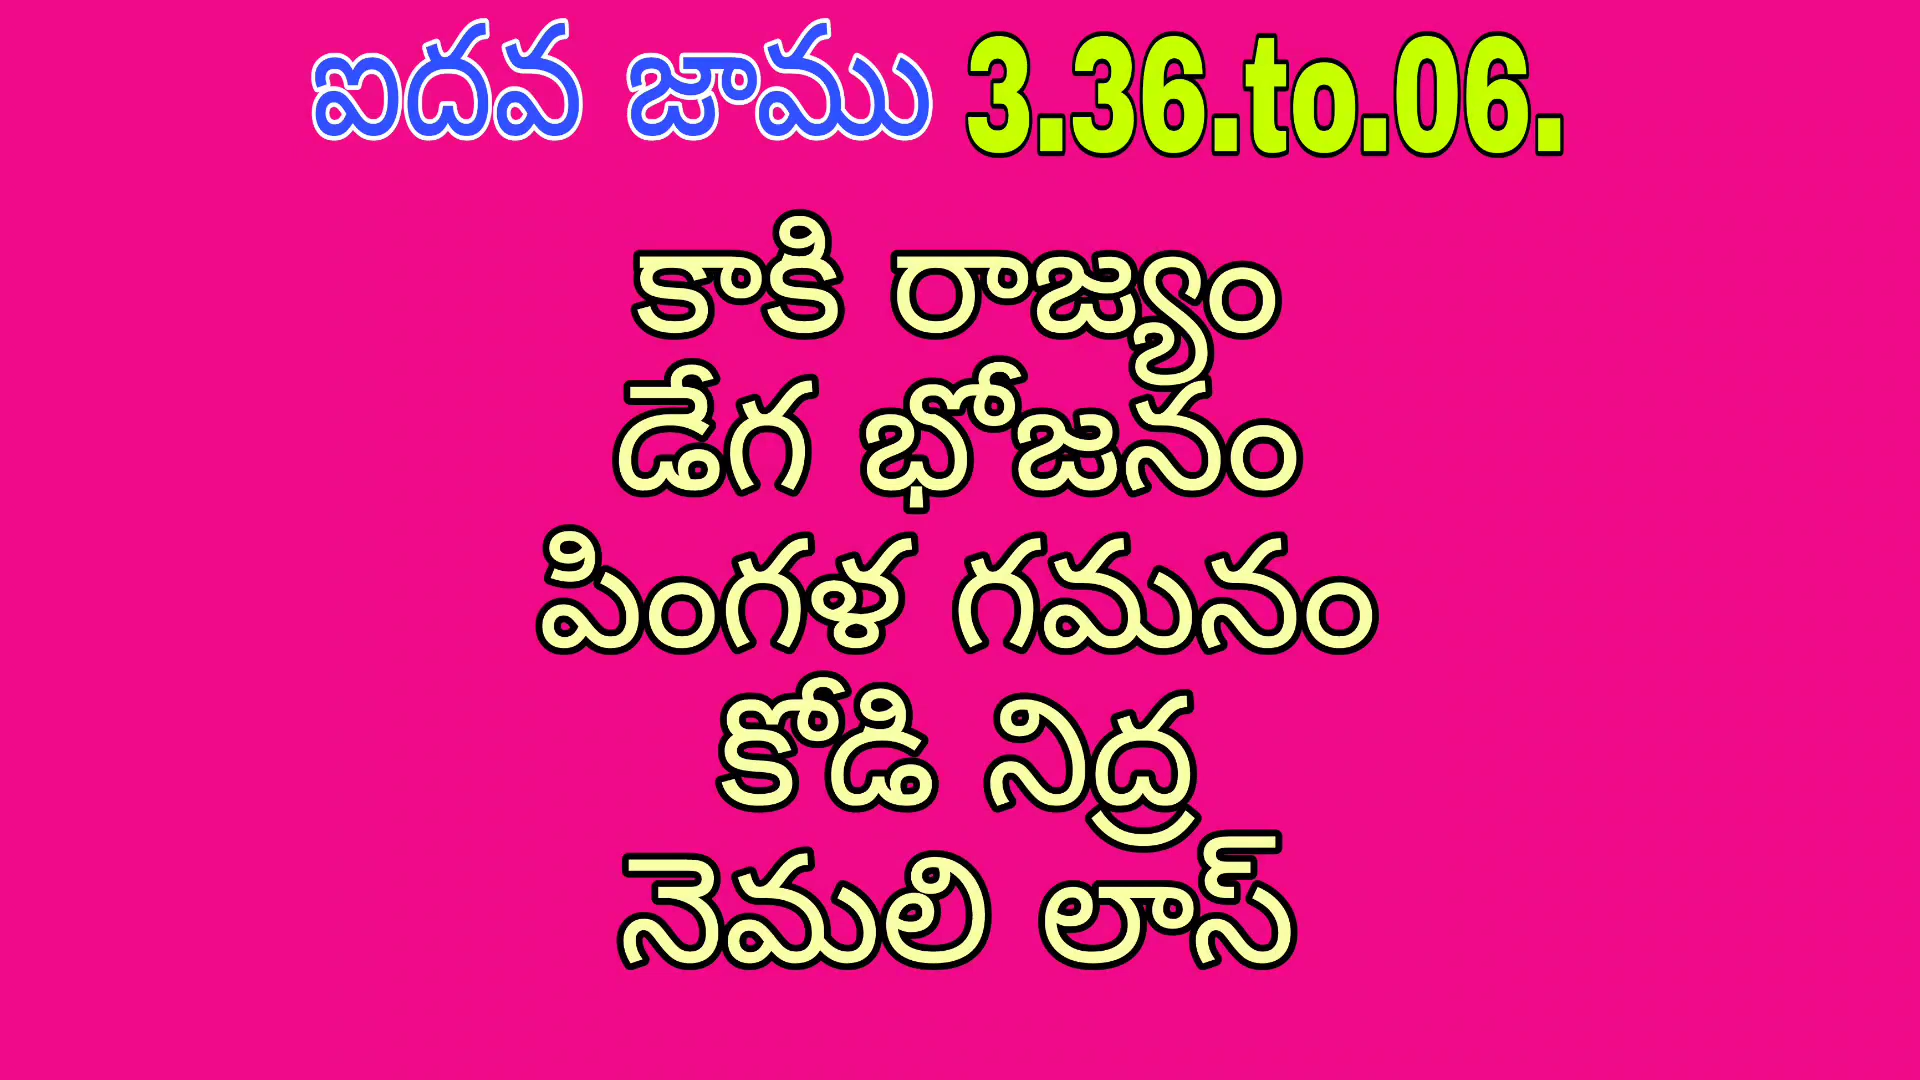 ఐదవ జాము 3.36.to.06.
కాకి రాజ్యం
డేగ భోజనం
పింగళ గమనం
కోడి నిద్ర
నెమలి లాస్